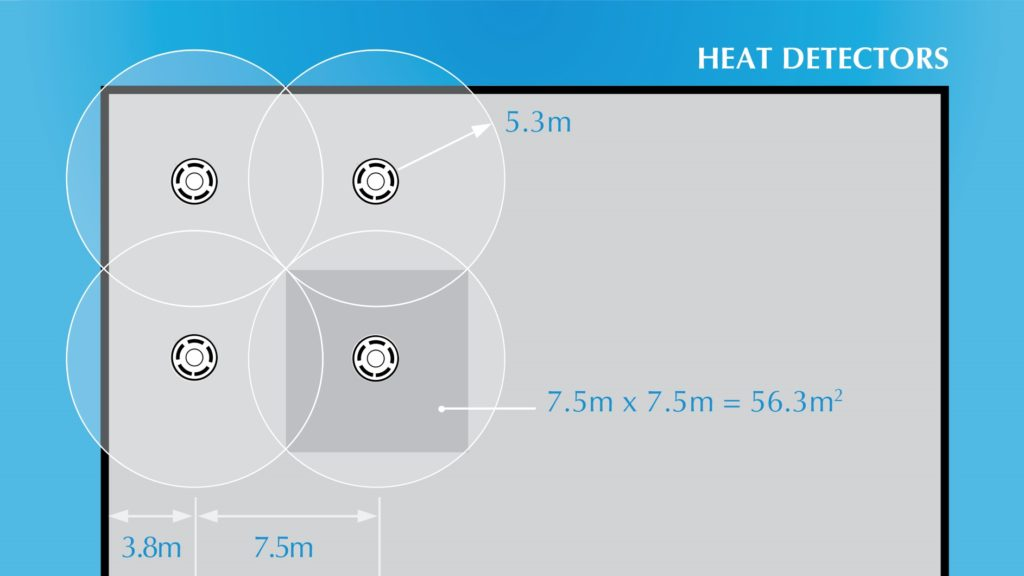 HEAT DETECTORS
5.3m
7.5m x 7.5m = 56.3m²
3.8m
7.5m